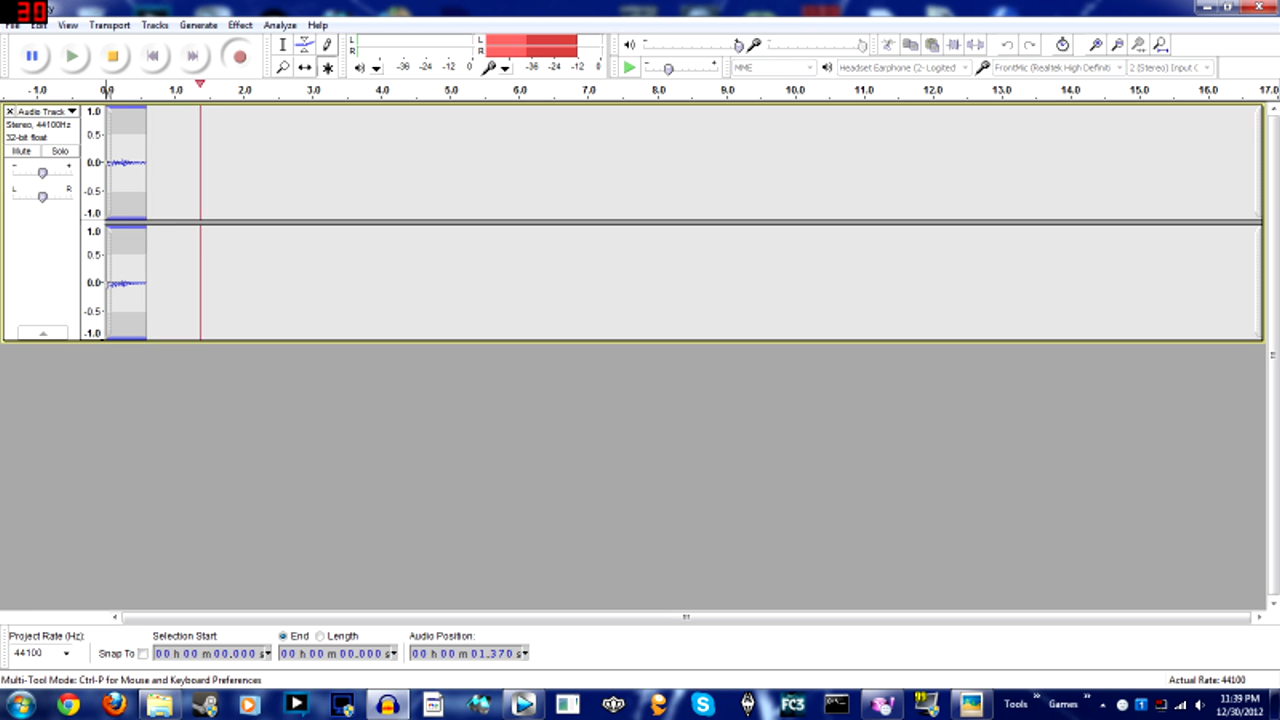 30
File Edit View Transport Tracks Generate Effect Analyze Help
L
R
-36 -24 -12 0
L
R
-36 -24 -12 0
MME
Headset Earphone (2- Logited
FrontMic (Realtek High Definiti
2 (Stereo) Input (
-1.0 0.0 1.0 2.0 3.0 4.0 5.0 6.0 7.0 8.0 9.0 10.0 11.0 12.0 13.0 14.0 15.0 16.0 17.0
Audio Track
Stereo, 44100Hz
32-bit float
Mute Solo
- +
L R
1.0
0.5
0.0
-0.5
-1.0
1.0
0.5
0.0
-0.5
-1.0
Project Rate (Hz): Selection Start End Length Audio Position:
44100 Snap To 00 h 00 m 00.000 s 00 h 00 m 00.000 s 00 h 00 m 01.370 s
Multi-Tool Mode: Ctrl-P for Mouse and Keyboard Preferences Actual Rate: 44100
FC3
Tools » Games »
11:39 PM
12/30/2012